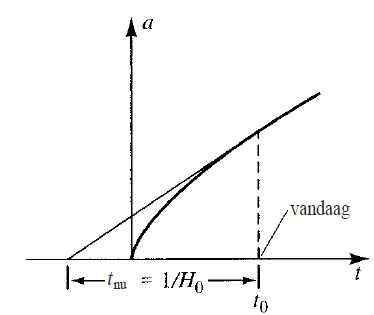 a
vandaag
t
t_nu = 1/H_0
t_0